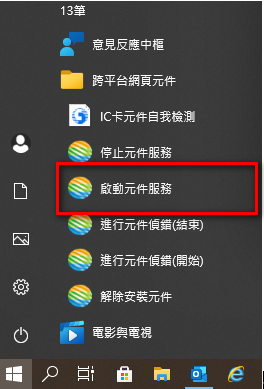 13筆
意見反應中樞
跨平台網頁元件
IC卡元件自我檢測
停止元件服務
啟動元件服務
進行元件偵錯(結束)
進行元件偵錯(開始)
解除安裝元件
電影與電視